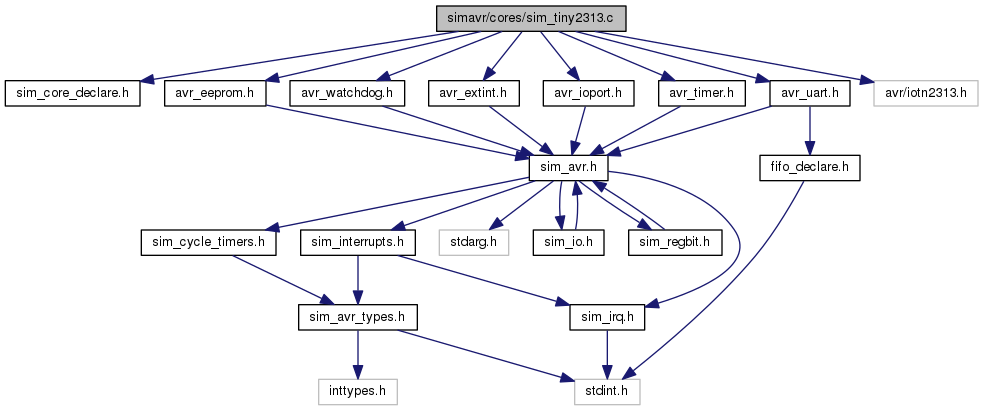 simavr/cores/sim_tiny2313.c
sim_core_declare.h
avr_eeprom.h
avr_watchdog.h
avr_extint.h
avr_ioport.h
avr_timer.h
avr_uart.h
avr/iotn2313.h
sim_avr.h
fifo_declare.h
sim_cycle_timers.h
sim_interrupts.h
stdarg.h
sim_io.h
sim_regbit.h
sim_avr_types.h
sim_irq.h
inttypes.h
stdint.h